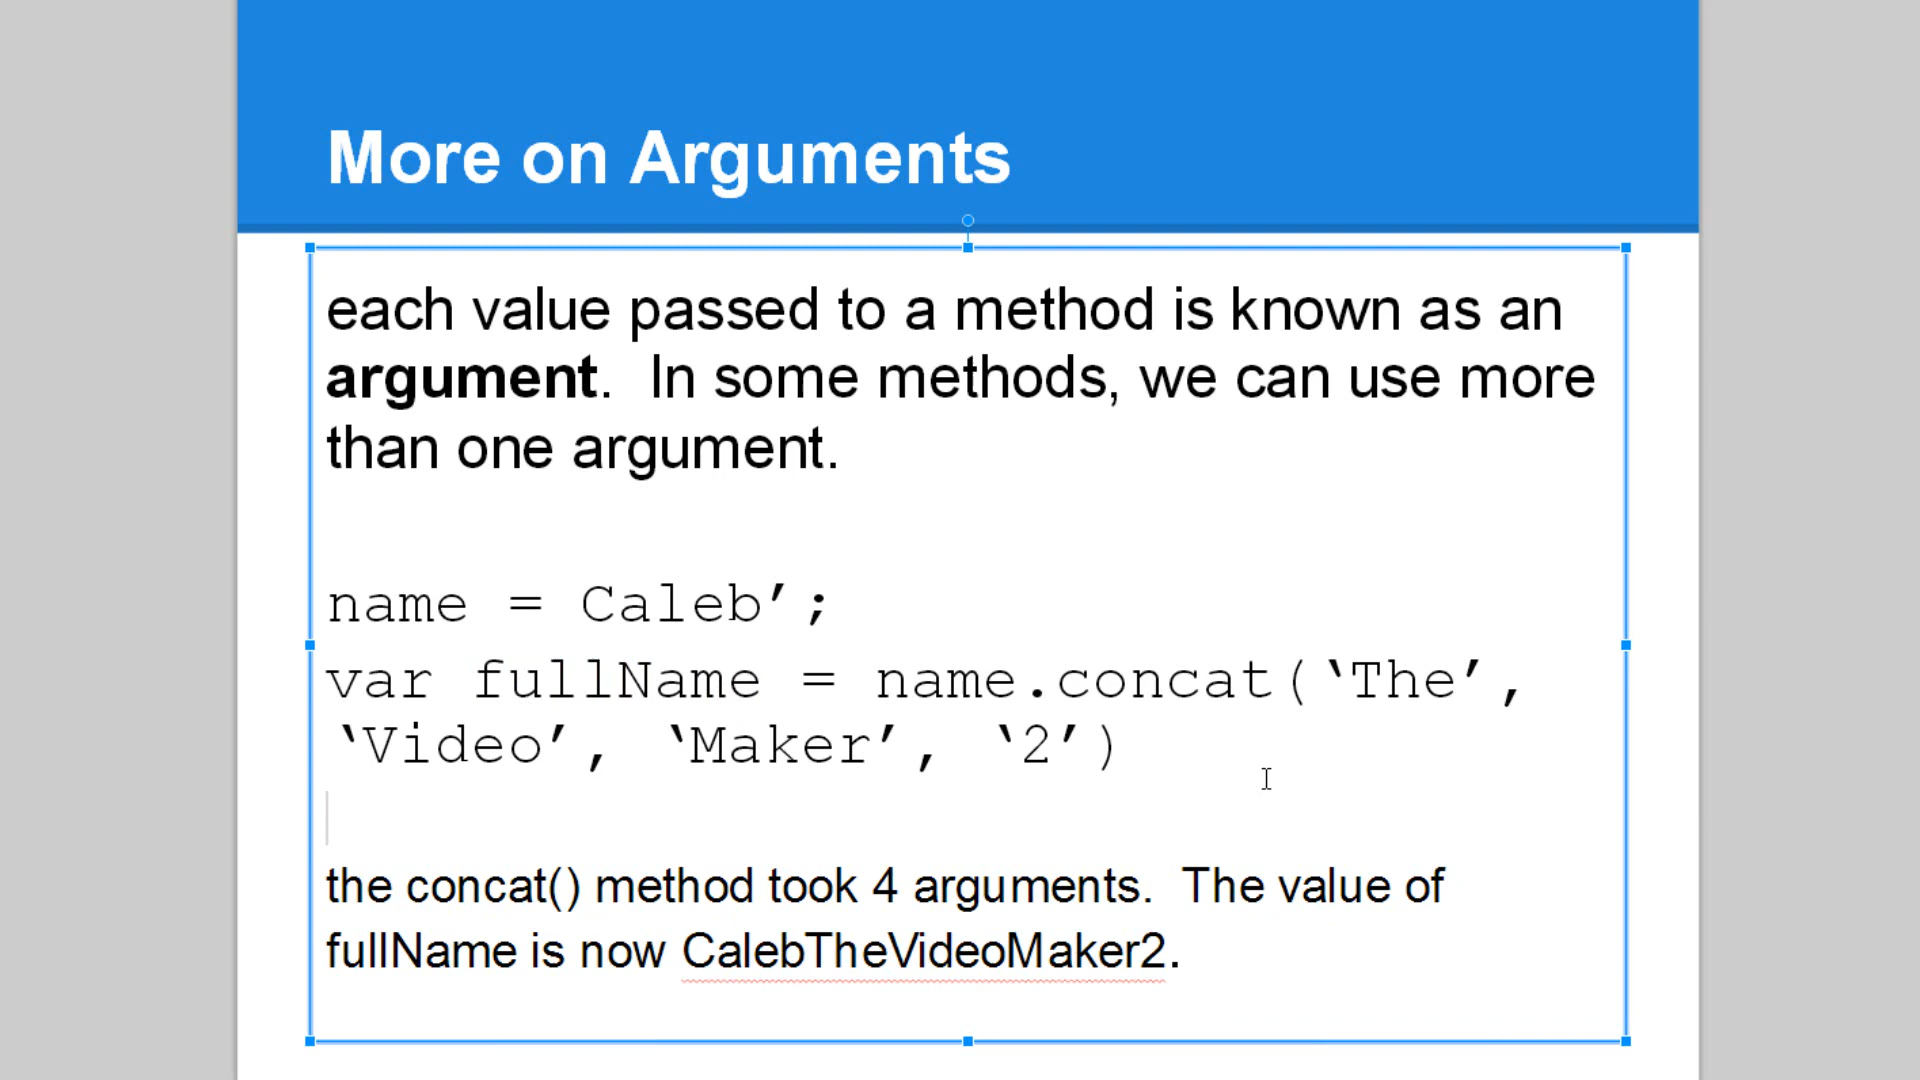 More on Arguments
each value passed to a method is known as an
argument.  In some methods, we can use more
than one argument.
name = Caleb’;
var fullName = name.concat(‘The’,
‘Video’, ‘Maker’, ‘2’)
the concat() method took 4 arguments.  The value of
fullName is now CalebTheVideoMaker2.